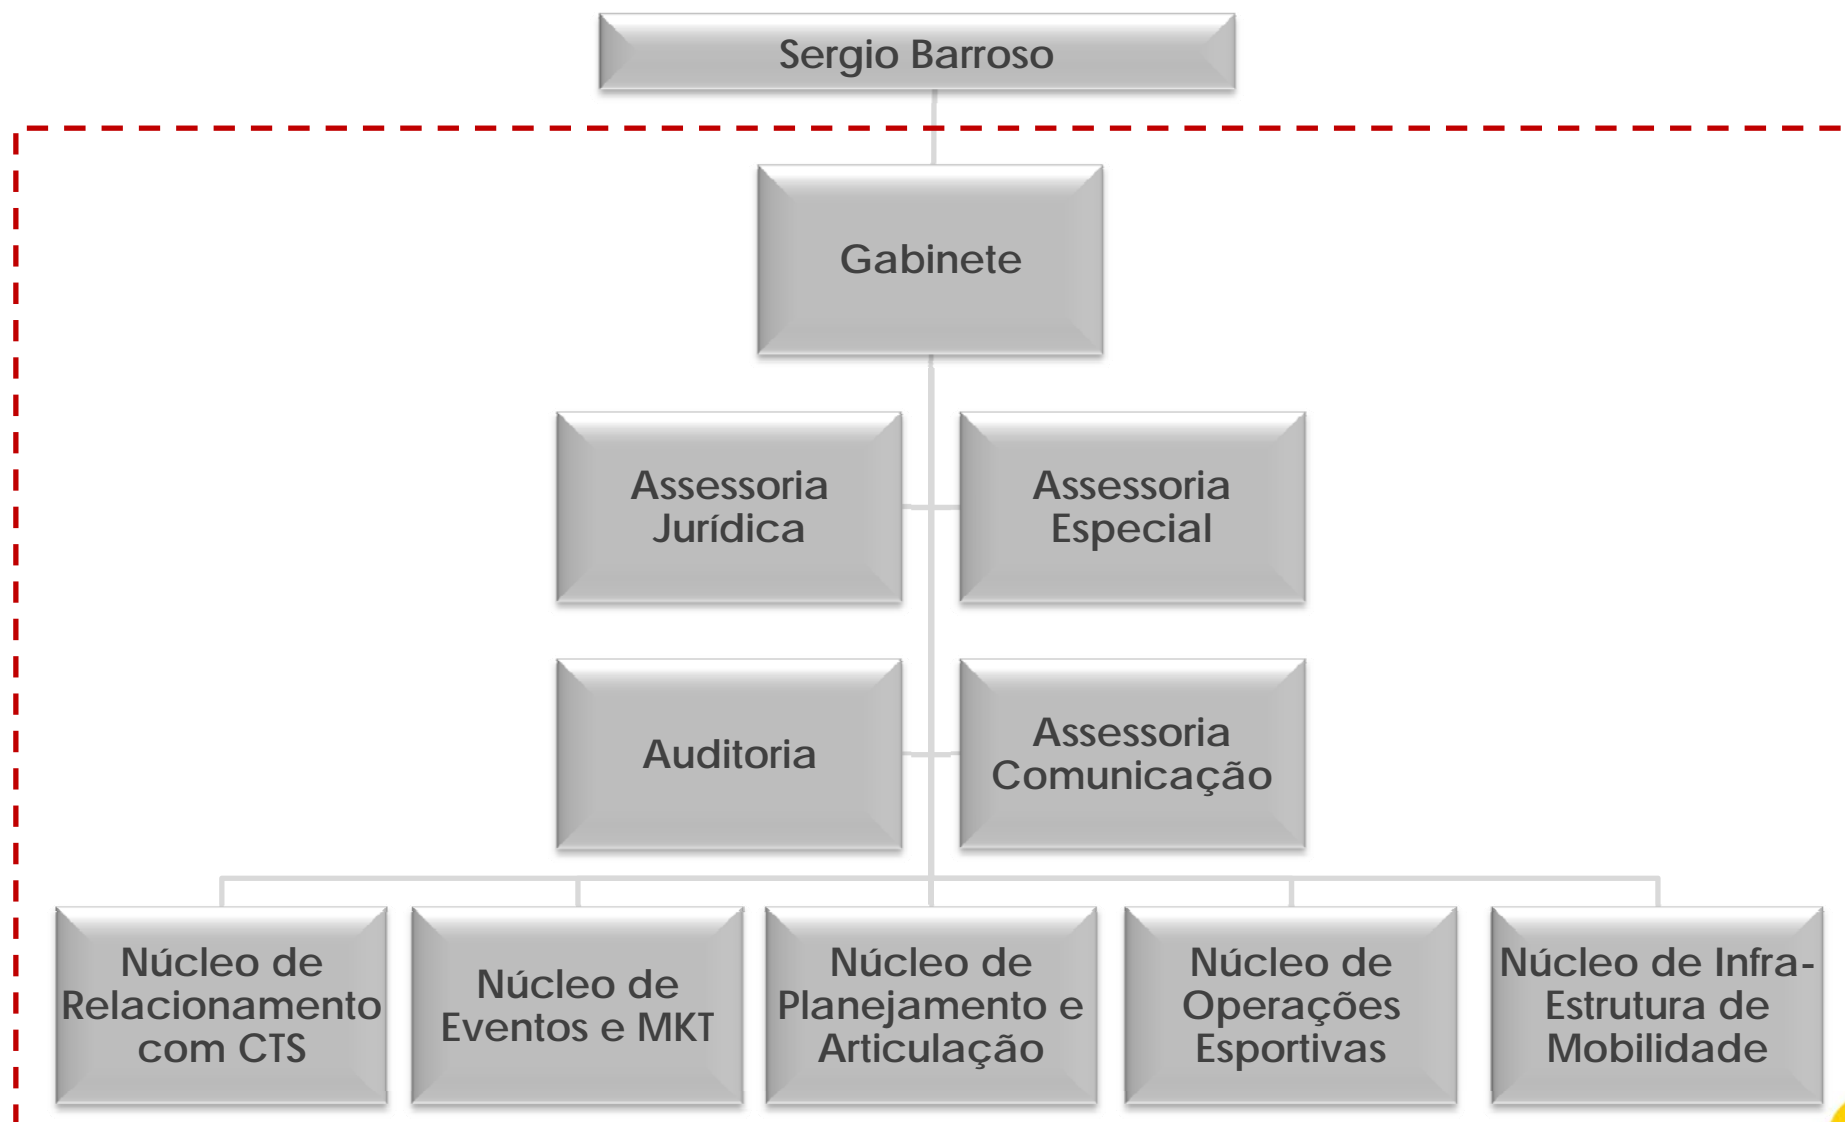 Sergio Barroso
Gabinete
Assessoria
Jurídica
Assessoria
Especial
Auditoria
Assessoria
Comunicação
Núcleo de
Relacionamento
com CTS
Núcleo de
Eventos e MKT
Núcleo de
Planejamento e
Articulação
Núcleo de
Operações
Esportivas
Núcleo de Infra-
Estrutura de
Mobilidade